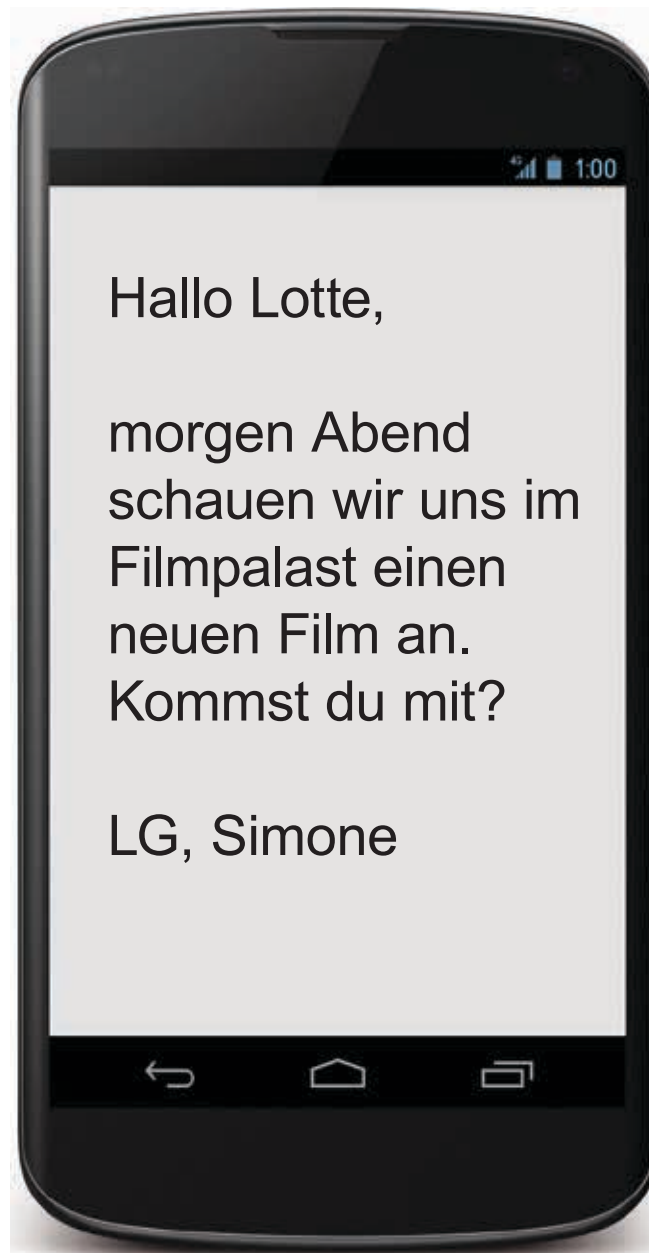 4G 1:00
Hallo Lotte,
morgen Abend
schauen wir uns im
Filmpalast einen
neuen Film an.
Kommst du mit?
LG, Simone